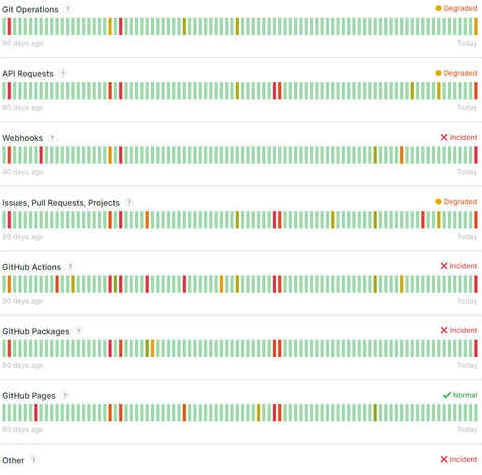 Git Operations ? Degraded
90 days ago Today
API Requests ? Degraded
90 days ago Today
Webhooks ? Incident
90 days ago Today
Issues, Pull Requests, Projects ? Degraded
90 days ago Today
GitHub Actions ? Incident
90 days ago Today
GitHub Packages ? Incident
90 days ago Today
GitHub Pages ? Normal
90 days ago Today
Other ? Incident